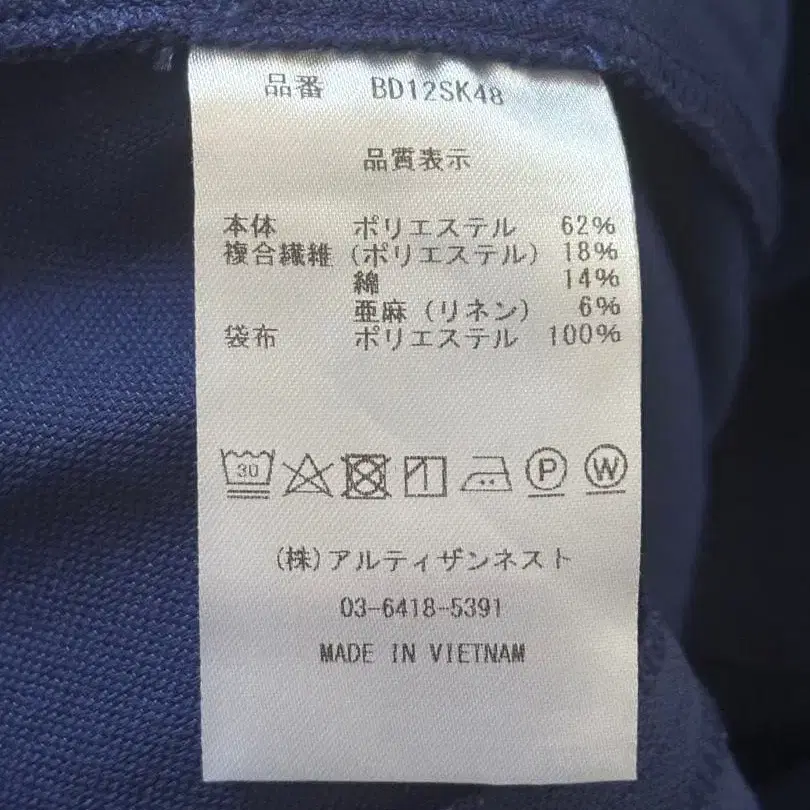 品番 BD12SK48
品質表示
本体 ポリエステル 62%
複合繊維 (ポリエステル) 18%
綿 14%
亜麻 (リネン) 6%
袋布 ポリエステル 100%
30 P W
(株)アルティザンネスト
03-6418-5391
MADE IN VIETNAM